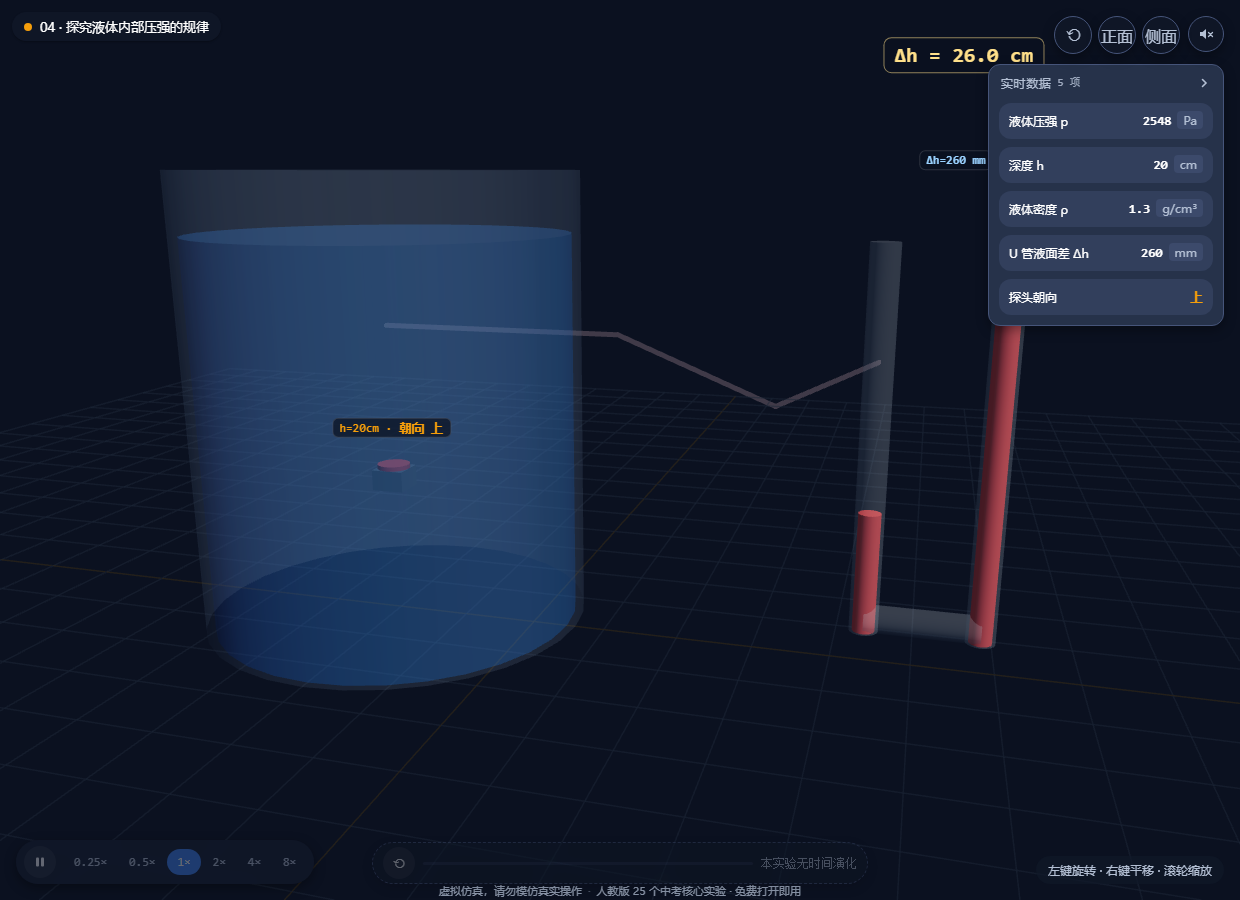 04 · 探究液体内部压强的规律
正面
侧面
Δh = 26.0 cm
实时数据 5 项
液体压强 p 2548 Pa
Δh=260 mm
深度 h 20 cm
液体密度 ρ 1.3 g/cm³
U 管液面差 Δh 260 mm
探头朝向 上
h=20cm · 朝向 上
0.25× 0.5× 1× 2× 4× 8×
本实验无时间演化
左键旋转 · 右键平移 · 滚轮缩放
虚拟仿真，请勿模仿真实操作 · 人教版 25 个中考核心实验 · 免费打开即用